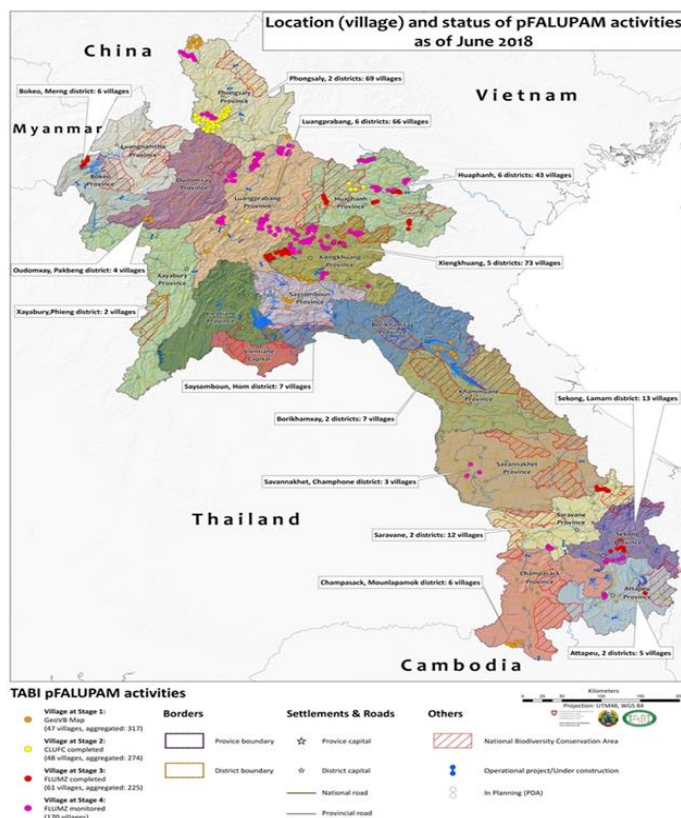 Location (village) and status of pFALUPAM activities
as of June 2018
China
Phongsaly, 2 districts: 69 villages
Bokeo, Merng district: 6 villages
Phongsaly
Province
Vietnam
Luangprabang, 6 districts: 66 villages
Myanmar
Luangnamtha
Province
Bokeo
Province
Oudomxay
Province
Huaphanh, 6 districts: 43 villages
Luangprabang
Province
Huaphanh
Province
Oudomxay, Pakbeng district: 4 villages
Xiengkhuang, 5 districts: 73 villages
Xiengkhuang
Province
Xayabury
Province
Saysomboun
Province
Xayabury,Phieng district: 2 villages
Vientiane
Province
Borikhamxay
Province
Vientiane
Capital
Saysomboun, Hom district: 7 villages
Khammouane
Province
Sekong, Lamam district: 13 villages
Borikhamxay, 2 districts: 7 villages
Savannakhet
Province
Savannakhet, Champhone district: 3 villages
Thailand
Saravane
Province
Saravane, 2 districts: 12 villages
Sekong
Province
Champasack
Province
Champasack, Mounlapamok district: 6 villages
Attapeu
Province
Attapeu, 2 districts: 5 villages
Cambodia
TABI pFALUPAM activities
Kilometers
Projection: UTM48, WGS 84
Village at Stage 1:
GeoVB Map
(47 villages, aggregated: 317)
Village at Stage 2:
CLUFC completed
(48 villages, aggregated: 274)
Village at Stage 3:
FLUMZ completed
(61 villages, aggregated: 225)
Village at Stage 4:
FLUMZ monitored
Borders
Provice boundary
District boundary
Settlements & Roads
Provice capital
District capital
National road
Provincial road
Others
National Biodiversity Conservation Area
Operational project/Under construction
In Planning (PDA)